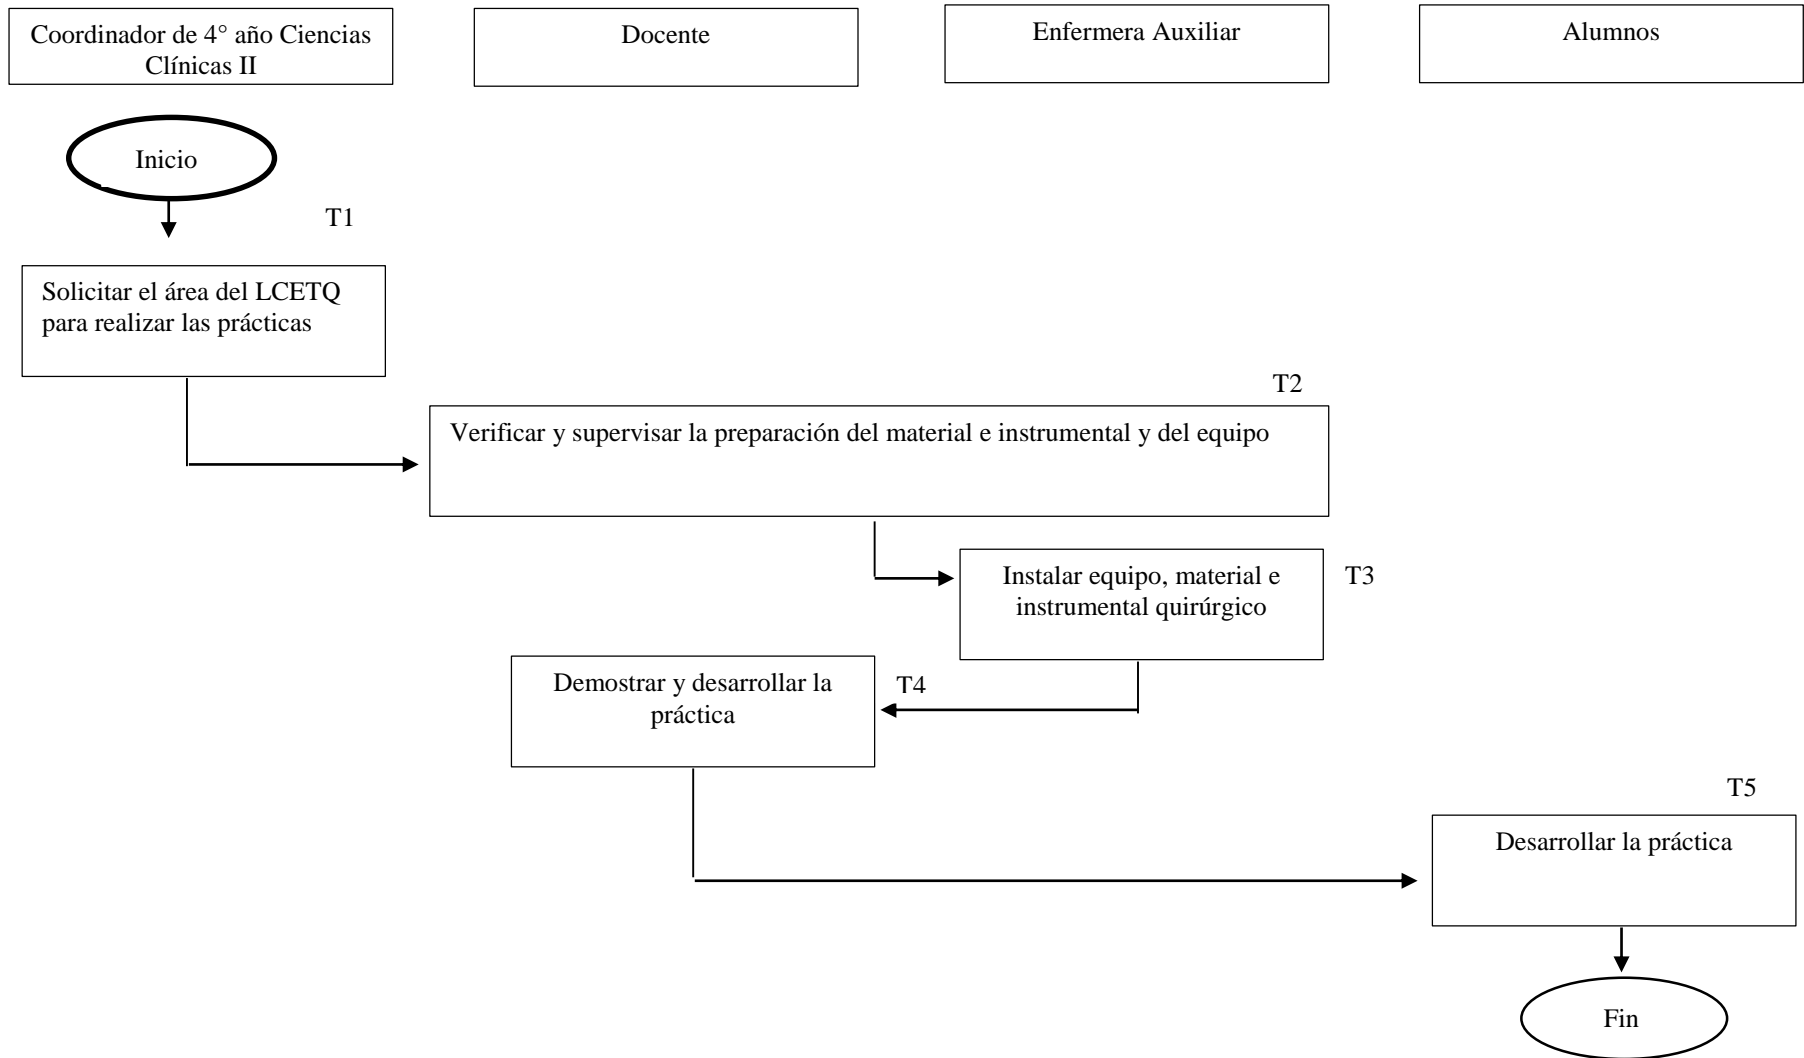 Coordinador de 4° año Ciencias
Clínicas II
Docente
Enfermera Auxiliar
Alumnos
Inicio
T1
Solicitar el área del LCETQ
para realizar las prácticas
T2
Verificar y supervisar la preparación del material e instrumental y del equipo
Instalar equipo, material e
instrumental quirúrgico
T3
Demostrar y desarrollar la
práctica
T4
T5
Desarrollar la práctica
Fin